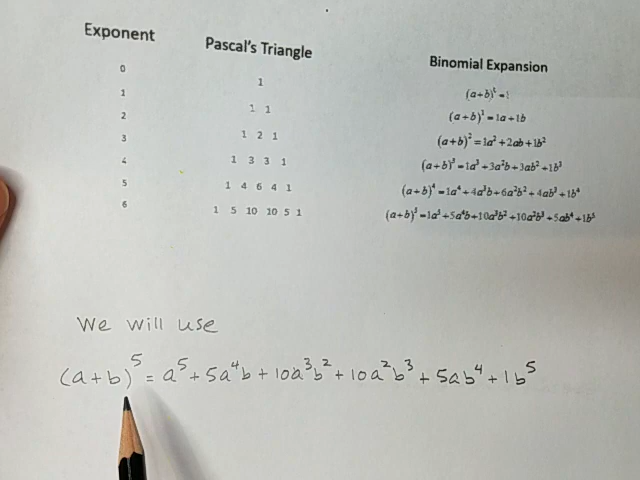 Exponent Pascal's Triangle Binomial Expansion
0 1 (a+b)⁰ = 1
1 1 1 (a+b)¹ = 1a + 1b
2 1 2 1 (a+b)² = 1a² + 2ab + 1b²
3 1 3 3 1 (a+b)³ = 1a³ + 3a²b + 3ab² + 1b³
4 1 4 6 4 1 (a+b)⁴ = 1a⁴ + 4a³b + 6a²b² + 4ab³ + 1b⁴
5 1 5 10 10 5 1 (a+b)⁵ = 1a⁵ + 5a⁴b + 10a³b² + 10a²b³ + 5ab⁴ + 1b⁵
6
We will use
(a+b)⁵ = a⁵ + 5a⁴b + 10a³b² + 10a²b³ + 5ab⁴ + 1b⁵